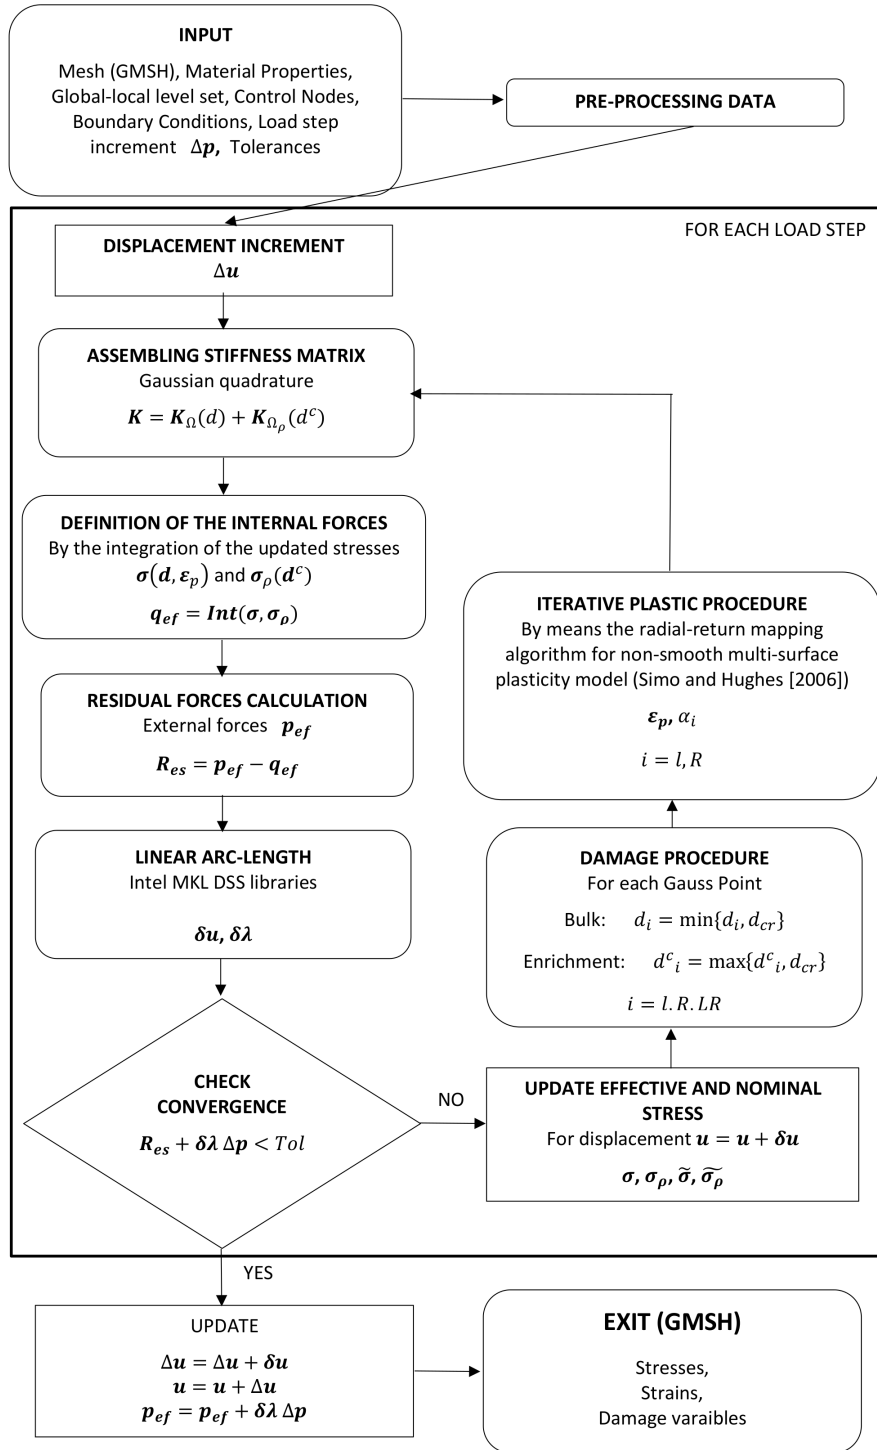 INPUT
Mesh (GMSH), Material Properties,
Global-local level set, Control Nodes,
Boundary Conditions, Load step
increment Δp, Tolerances
PRE-PROCESSING DATA
FOR EACH LOAD STEP
DISPLACEMENT INCREMENT
Δu
ASSEMBLING STIFFNESS MATRIX
Gaussian quadrature
K = K_Ω(d) + K_Ω_ρ(d^c)
DEFINITION OF THE INTERNAL FORCES
By the integration of the updated stresses
σ(d, ε_p) and σ_ρ(d^c)
q_ef = Int(σ, σ_ρ)
RESIDUAL FORCES CALCULATION
External forces p_ef
R_es = p_ef − q_ef
LINEAR ARC-LENGTH
Intel MKL DSS libraries
δu, δλ
CHECK
CONVERGENCE
R_es + δλ Δp < Tol
NO
YES
UPDATE EFFECTIVE AND NOMINAL
STRESS
For displacement u = u + δu
σ, σ_ρ, σ̃, σ̃_ρ
DAMAGE PROCEDURE
For each Gauss Point
Bulk: d_i = min{d_i, d_cr}
Enrichment: d^c_i = max{d^c_i, d_cr}
i = l. R. LR
ITERATIVE PLASTIC PROCEDURE
By means the radial-return mapping
algorithm for non-smooth multi-surface
plasticity model (Simo and Hughes [2006])
ε_p, α_i
i = l, R
UPDATE
Δu = Δu + δu
u = u + Δu
p_ef = p_ef + δλ Δp
EXIT (GMSH)
Stresses,
Strains,
Damage varaibles